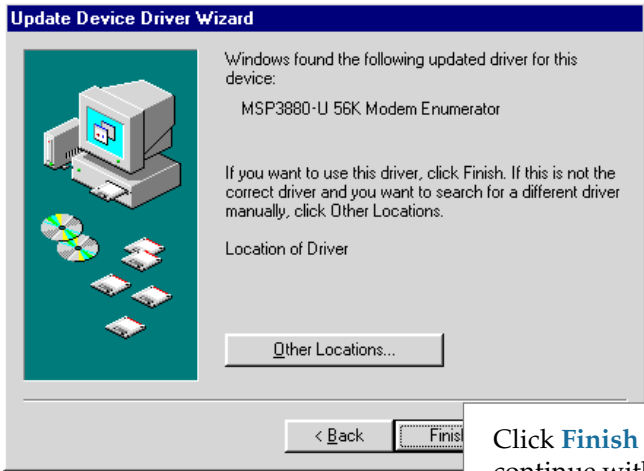 Update Device Driver Wizard
Windows found the following updated driver for this
device:
MSP3880-U 56K Modem Enumerator
If you want to use this driver, click Finish. If this is not the
correct driver and you want to search for a different driver
manually, click Other Locations.
Location of Driver
Other Locations...
< Back
Click Finish
continue